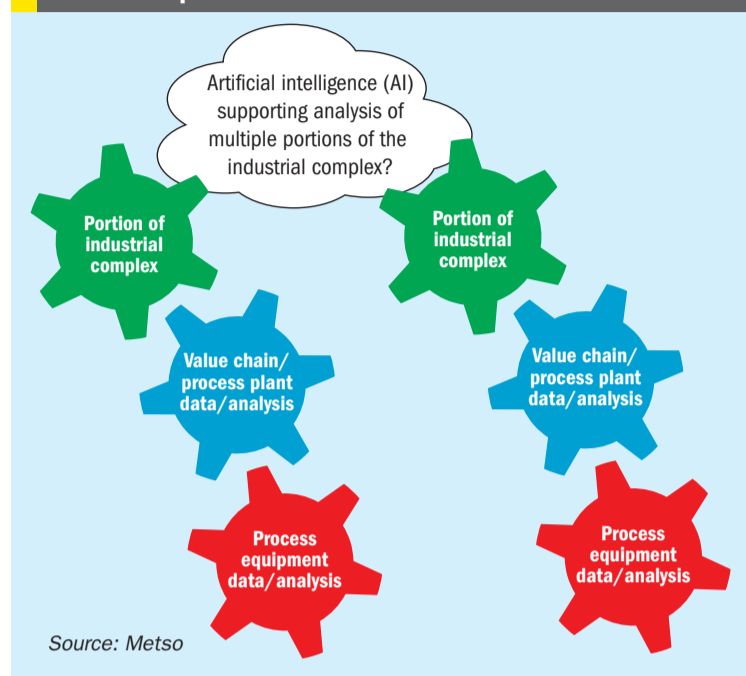 Artificial intelligence (AI)
supporting analysis of
multiple portions of the
industrial complex?
Portion of
industrial
complex
Portion of
industrial
complex
Value chain/
process plant
data/analysis
Value chain/
process plant
data/analysis
Process
equipment
data/analysis
Process
equipment
data/analysis
Source: Metso